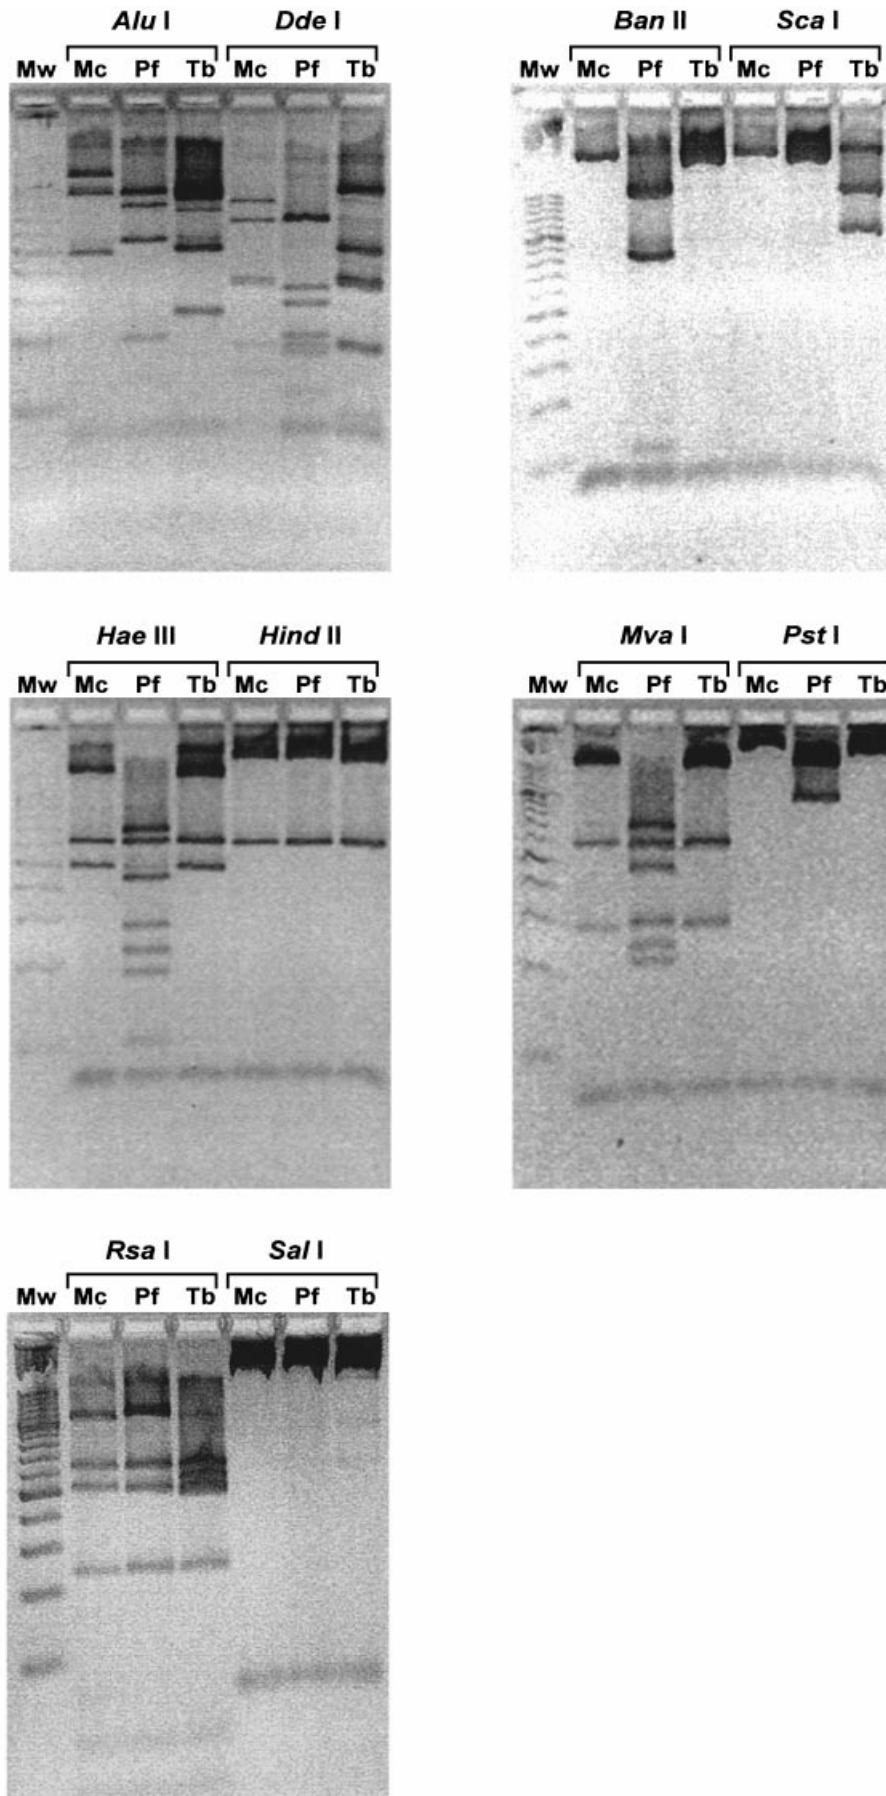 Alu I Dde I
Mw Mc Pf Tb Mc Pf Tb
Ban II Sca I
Mw Mc Pf Tb Mc Pf Tb
Hae III Hind II
Mw Mc Pf Tb Mc Pf Tb
Mva I Pst I
Mw Mc Pf Tb Mc Pf Tb
Rsa I Sal I
Mw Mc Pf Tb Mc Pf Tb